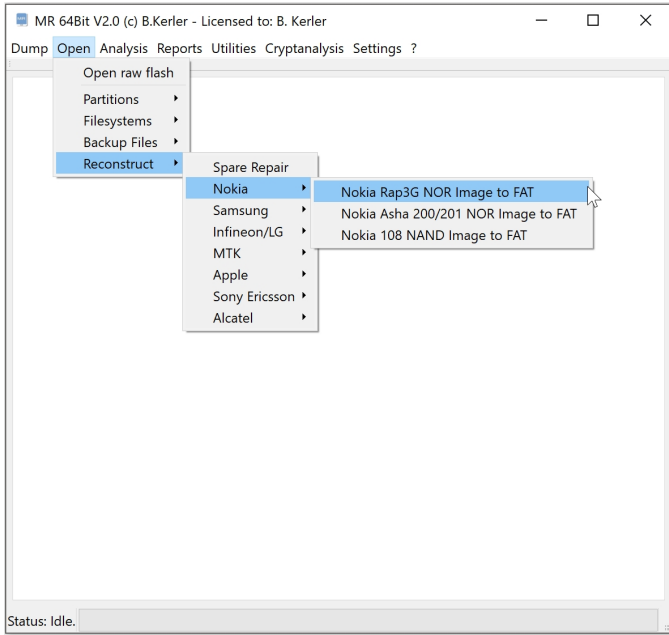 MR 64Bit V2.0 (c) B.Kerler - Licensed to: B. Kerler
Dump Open Analysis Reports Utilities Cryptanalysis Settings ?
Open raw flash
Partitions
Filesystems
Backup Files
Reconstruct
Spare Repair
Nokia
Samsung
Infineon/LG
MTK
Apple
Sony Ericsson
Alcatel
Nokia Rap3G NOR Image to FAT
Nokia Asha 200/201 NOR Image to FAT
Nokia 108 NAND Image to FAT
Status: Idle.